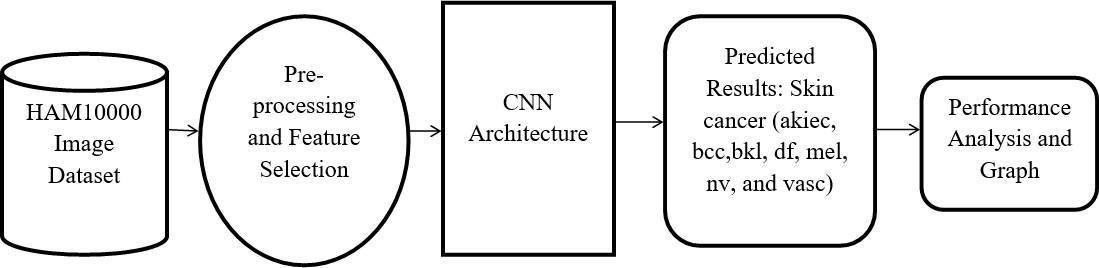 HAM10000
Image
Dataset
Pre-
processing
and Feature
Selection
CNN
Architecture
Predicted
Results: Skin
cancer (akiec,
bcc,bkl, df, mel,
nv, and vasc)
Performance
Analysis and
Graph